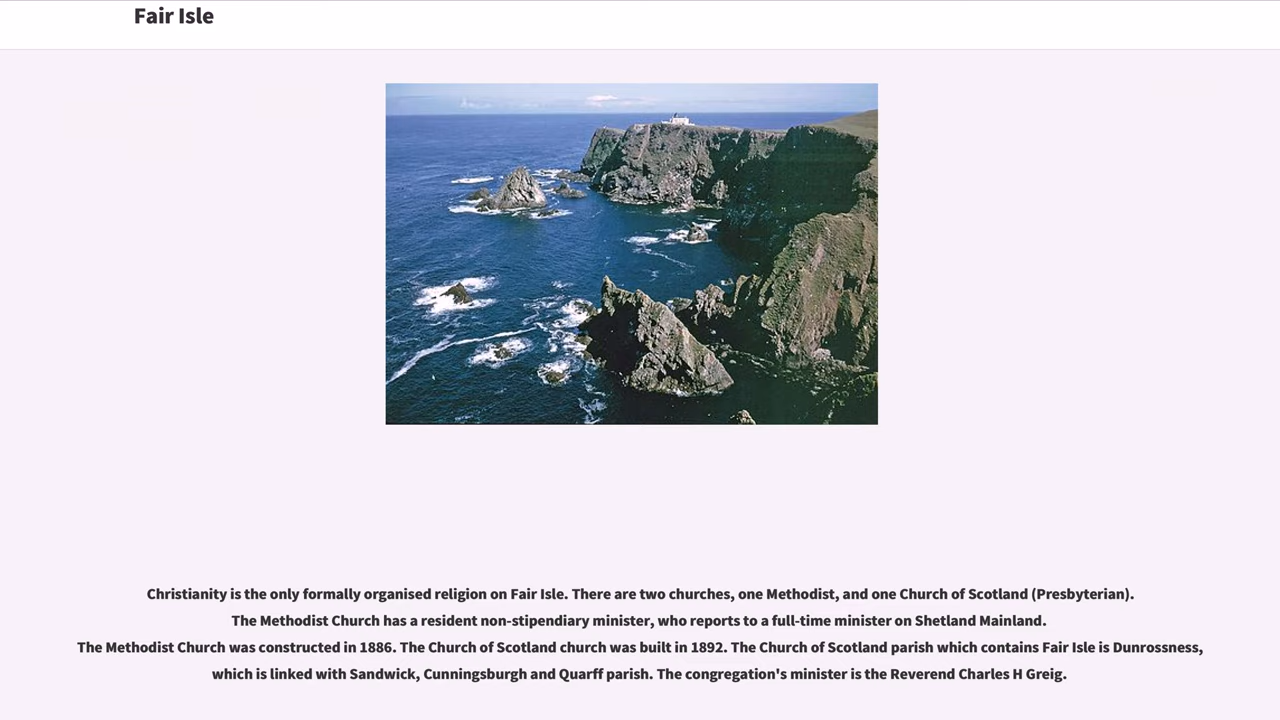 Fair Isle
Christianity is the only formally organised religion on Fair Isle. There are two churches, one Methodist, and one Church of Scotland (Presbyterian).
The Methodist Church has a resident non-stipendiary minister, who reports to a full-time minister on Shetland Mainland.
The Methodist Church was constructed in 1886. The Church of Scotland church was built in 1892. The Church of Scotland parish which contains Fair Isle is Dunrossness,
which is linked with Sandwick, Cunningsburgh and Quarff parish. The congregation's minister is the Reverend Charles H Greig.